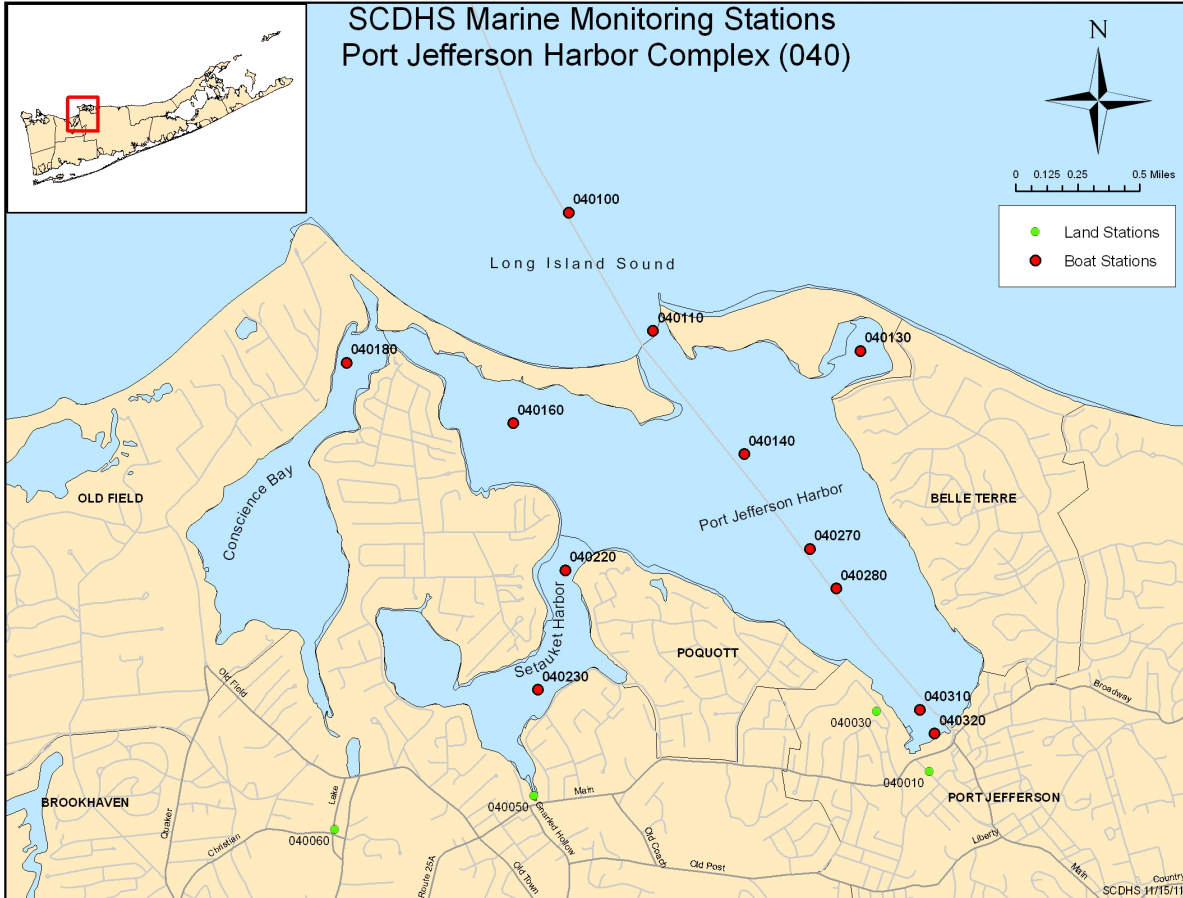 SCDHS Marine Monitoring Stations
Port Jefferson Harbor Complex (040)
N
0 0.125 0.25 0.5 Miles
Land Stations
Boat Stations
040100
Long Island Sound
040110
040130
040180
040160
040140
Conscience Bay
OLD FIELD
BELLE TERRE
Port Jefferson Harbor
040270
040220
040280
Setauket Harbor
POQUOTT
Old Field
040230
Broadway
040310
040030
040320
040010
Main
PORT JEFFERSON
BROOKHAVEN
Quaker
Lake
Christian
040060
040050
Gnarled Hollow
Old Coach
Liberty
Old Post
Route 25A
Old Town
Main
Country
SCDHS 11/15/11